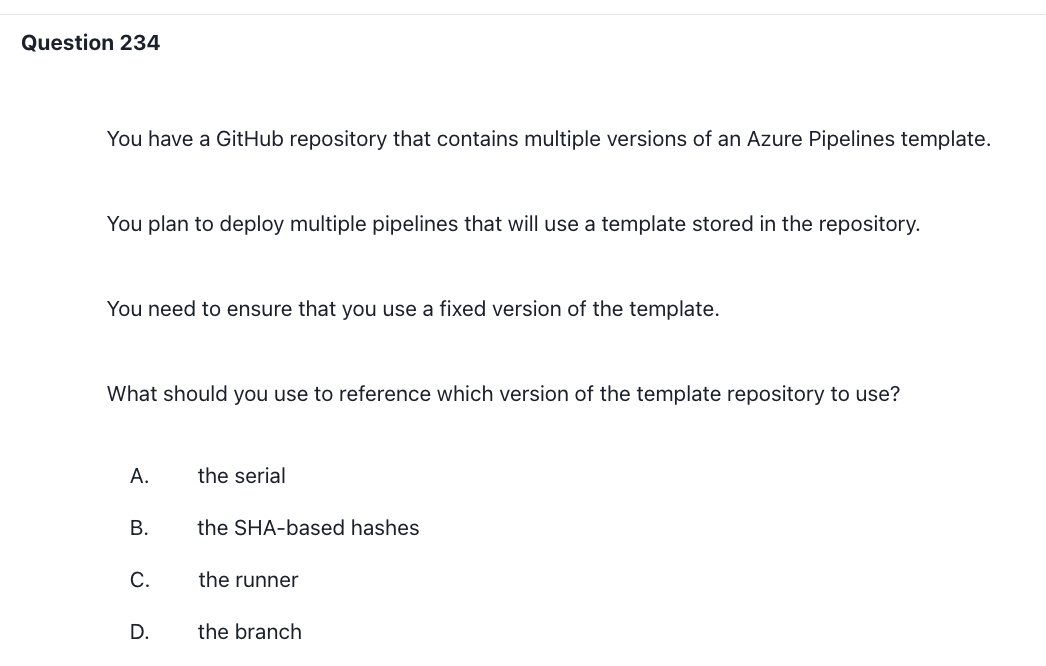 Question 234
You have a GitHub repository that contains multiple versions of an Azure Pipelines template.
You plan to deploy multiple pipelines that will use a template stored in the repository.
You need to ensure that you use a fixed version of the template.
What should you use to reference which version of the template repository to use?
A. the serial
B. the SHA-based hashes
C. the runner
D. the branch